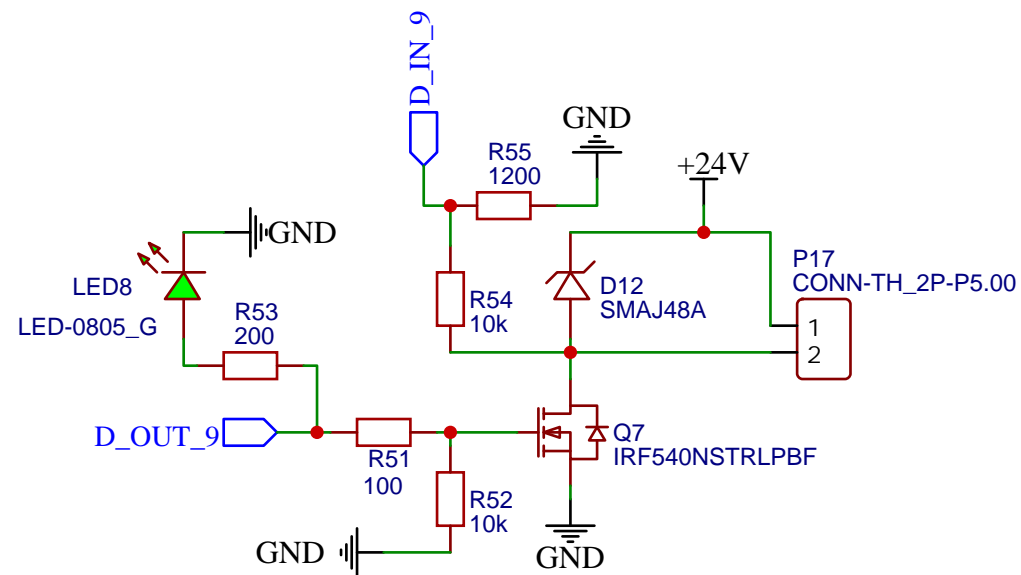 D_IN_9
GND
R55
1200
+24V
GND
P17
CONN-TH_2P-P5.00
LED8
LED-0805_G
R54
10k
D12
SMAJ48A
1
2
R53
200
D_OUT_9
R51
100
Q7
IRF540NSTRLPBF
R52
10k
GND
GND